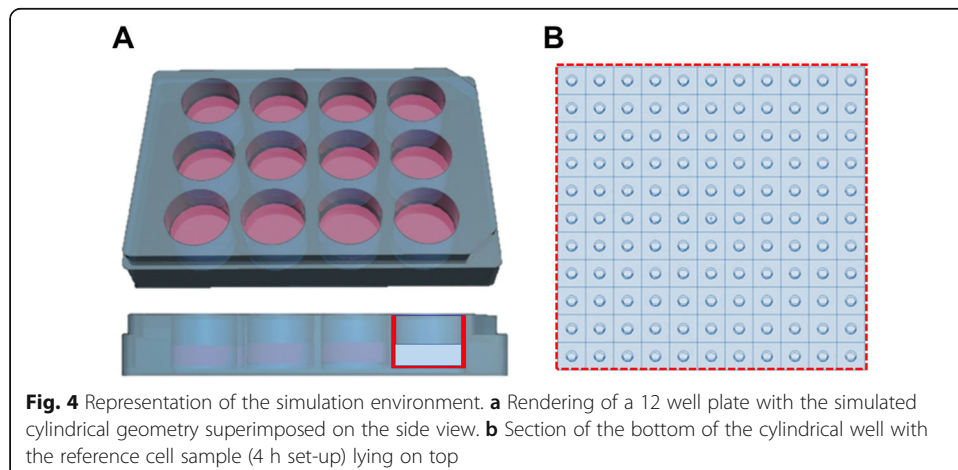 A
B
Fig. 4 Representation of the simulation environment. a Rendering of a 12 well plate with the simulated
cylindrical geometry superimposed on the side view. b Section of the bottom of the cylindrical well with
the reference cell sample (4 h set-up) lying on top